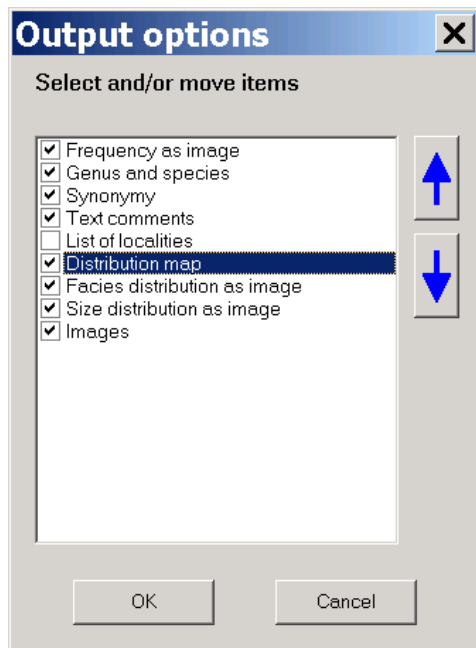 Output options
Select and/or move items
Frequency as image
Genus and species
Synonymy
Text comments
List of localities
Distribution map
Facies distribution as image
Size distribution as image
Images
OK
Cancel